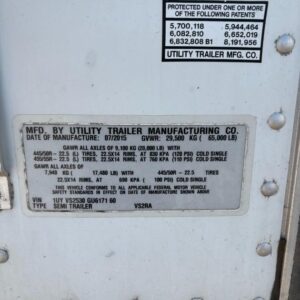 PROTECTED UNDER ONE OR MORE
OF THE FOLLOWING PATENTS
5,700,118 5,944,464
6,082,810 6,652,019
6,832,808 B1 8,191,956
UTILITY TRAILER MFG. CO.
MFD. BY UTILITY TRAILER MANUFACTURING CO.
DATE OF MANUFACTURE: 07/2015 GVWR: 29,500 KG ( 65,000 LB)
GAWR ALL AXLES OF 9,100 KG (20,000 LB) WITH
445/50R - 22.5 (L) TIRES, 22.5X14 RIMS, AT 830 KPA (120 PSI) COLD SINGLE
455/55R - 22.5 (L) TIRES, 22.5X14 RIMS, AT 760 KPA (110 PSI) COLD SINGLE
GAWR ALL AXLES OF
7,940 KG ( 17,480 LB) WITH 445/50R - 22.5 TIRES
22.5X14 RIMS, AT 690 KPA ( 100 PSI) COLD SINGLE
THIS VEHICLE CONFORMS TO ALL APPLICABLE FEDERAL MOTOR VEHICLE
SAFETY STANDARDS IN EFFECT ON DATE OF MANUFACTURE SHOWN ABOVE
VIN 1UY VS2530 GU6171 60
TYPE SEMI TRAILER VS2RA